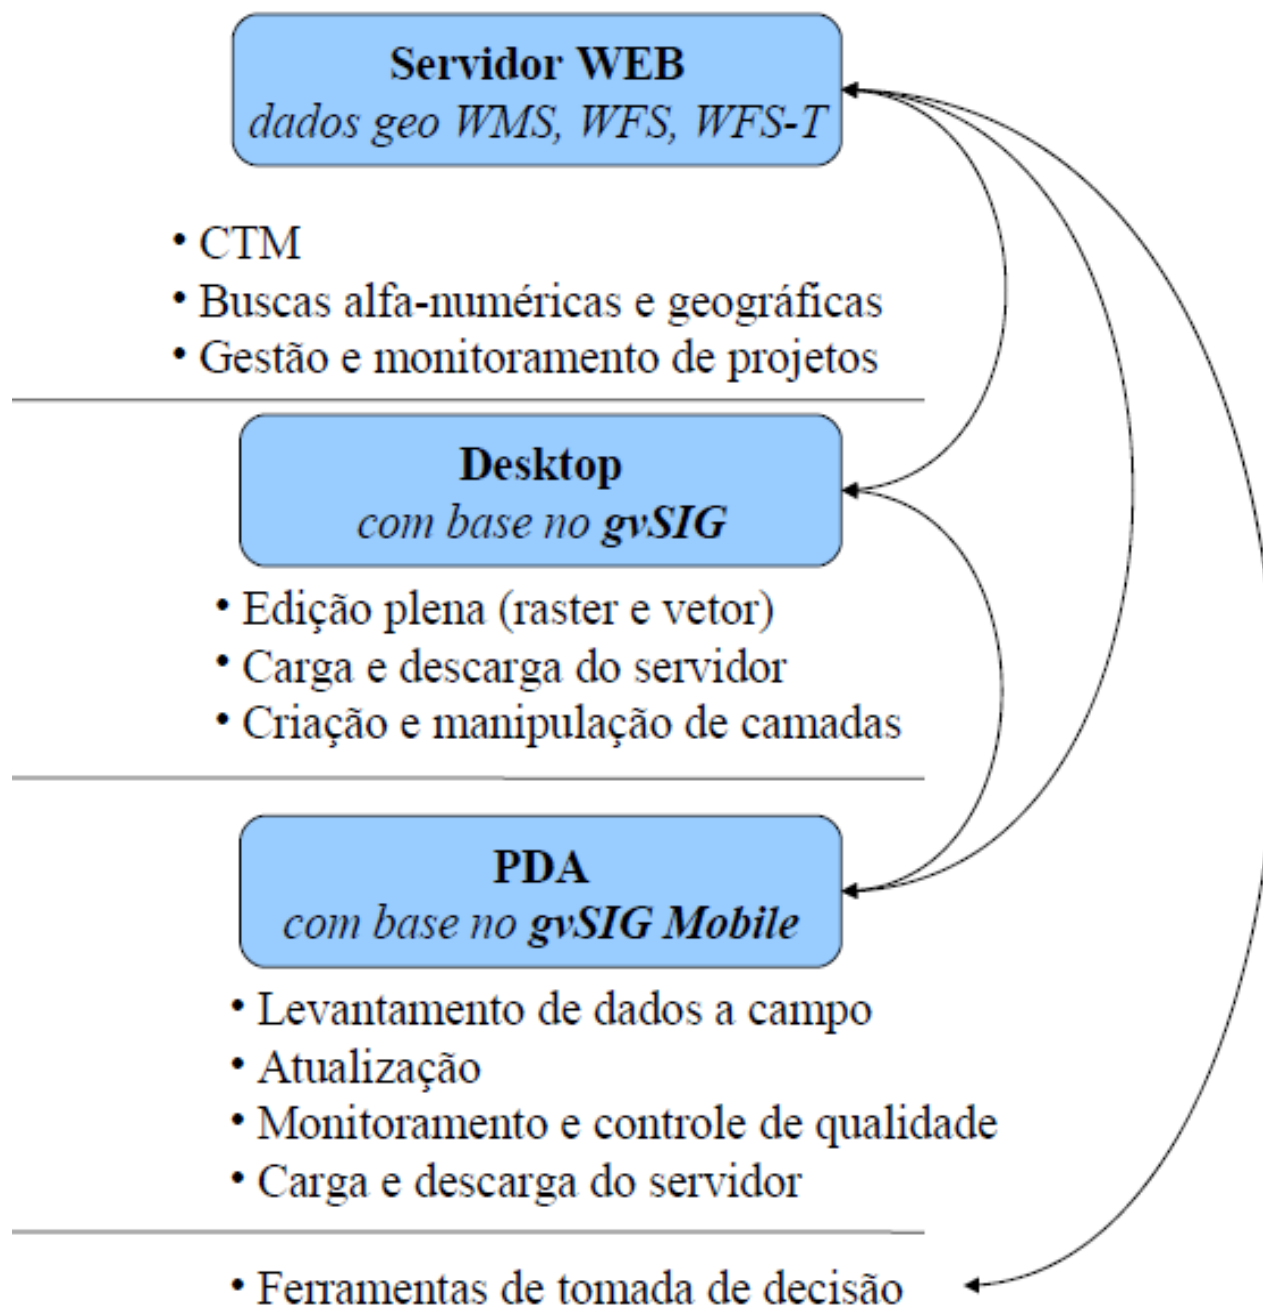 Servidor WEB
dados geo WMS, WFS, WFS-T
• CTM
• Buscas alfa-numéricas e geográficas
• Gestão e monitoramento de projetos
Desktop
com base no gvSIG
• Edição plena (raster e vetor)
• Carga e descarga do servidor
• Criação e manipulação de camadas
PDA
com base no gvSIG Mobile
• Levantamento de dados a campo
• Atualização
• Monitoramento e controle de qualidade
• Carga e descarga do servidor
• Ferramentas de tomada de decisão